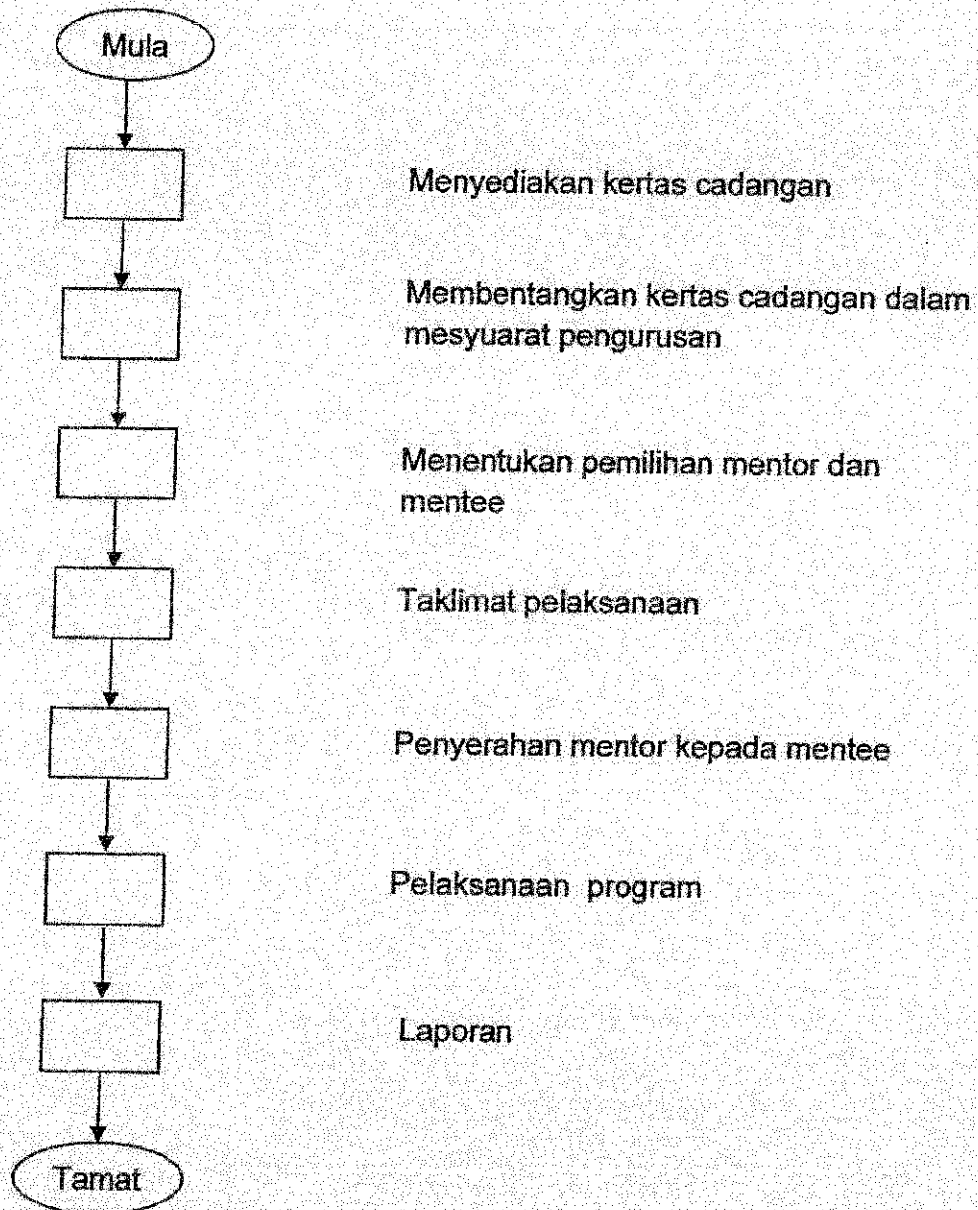 Mula
Menyediakan kertas cadangan
Membentangkan kertas cadangan dalam
mesyuarat pengurusan
Menentukan pemilihan mentor dan
mentee
Taklimat pelaksanaan
Penyerahan mentor kepada mentee
Pelaksanaan program
Laporan
Tamat